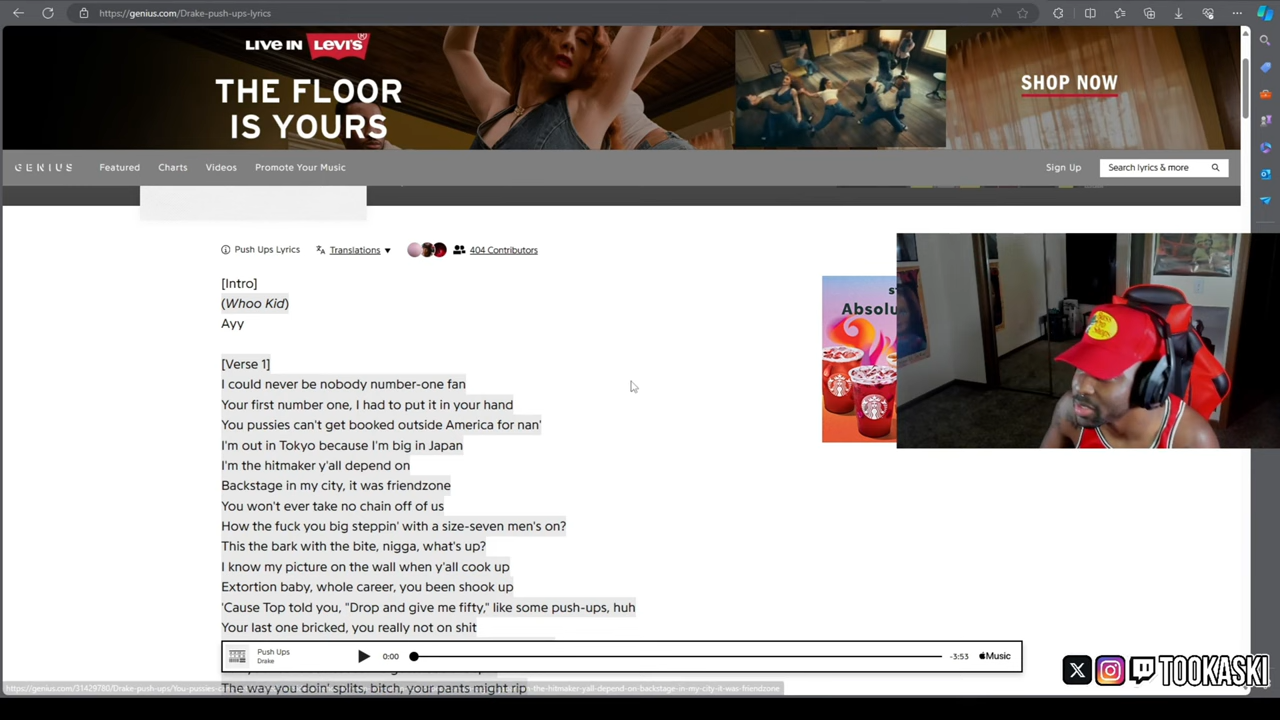 https://genius.com/Drake-push-ups-lyrics
LIVE IN Levi's
THE FLOOR
IS YOURS
SHOP NOW
GENIUS
Featured
Charts
Videos
Promote Your Music
Sign Up
Search lyrics & more
Push Ups Lyrics
Translations
404 Contributors
[Intro]
(Whoo Kid)
Ayy
[Verse 1]
I could never be nobody number-one fan
Your first number one, I had to put it in your hand
You pussies can't get booked outside America for nan'
I'm out in Tokyo because I'm big in Japan
I'm the hitmaker y'all depend on
Backstage in my city, it was friendzone
You won't ever take no chain off of us
How the fuck you big steppin' with a size-seven men's on?
This the bark with the bite, nigga, what's up?
I know my picture on the wall when y'all cook up
Extortion baby, whole career, you been shook up
'Cause Top told you, "Drop and give me fifty," like some push-ups, huh
Your last one bricked, you really not on shit
The way you doin' splits, bitch, your pants might rip
Absolu
Push Ups
Drake
0:00
-3:53
Music
TOOKASKI